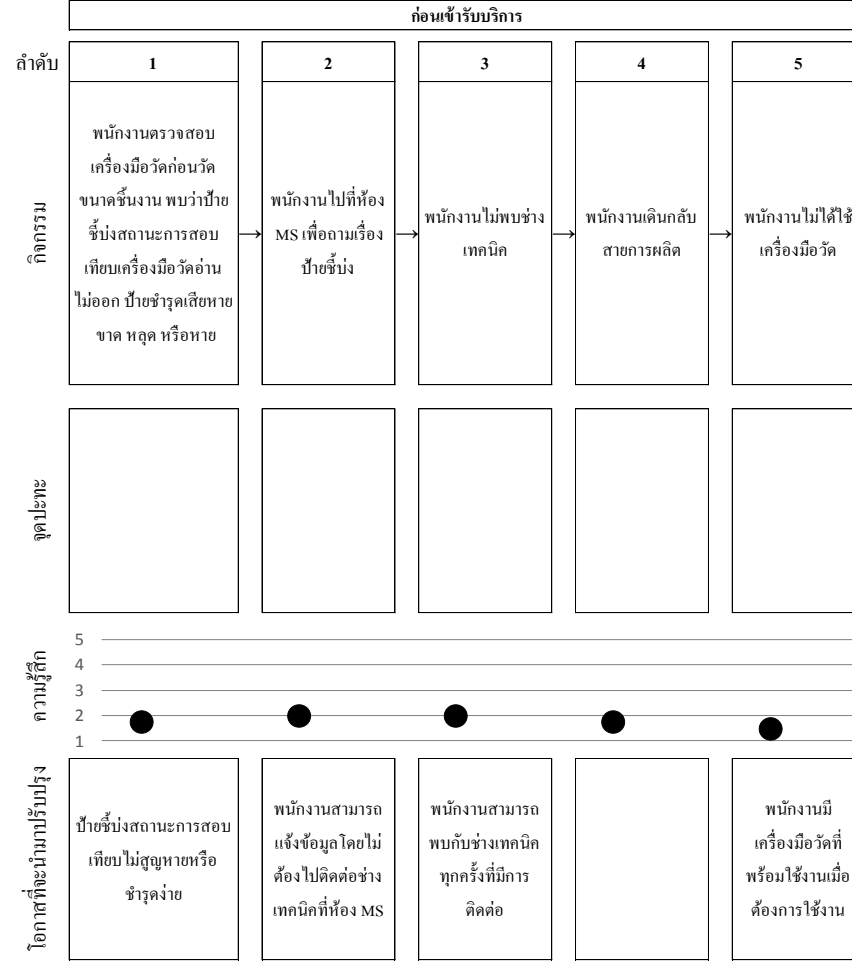 ก่อนเข้ารับบริการ
ลำดับ
1
2
3
4
5
กิจกรรม
พนักงานตรวจสอบ
เครื่องมือวัดก่อนวัด
ขนาดชิ้นงาน พบว่าป้าย
ชี้บ่งสถานะการสอบ
เทียบเครื่องมือวัดอ่าน
ไม่ออก ป้ายชำรุดเสียหาย
ขาด หลุด หรือหาย
→
พนักงานไปที่ห้อง
MS เพื่อถามเรื่อง
ป้ายชี้บ่ง
→
พนักงานไม่พบช่าง
เทคนิค
→
พนักงานเดินกลับ
สายการผลิต
→
พนักงานไม่ได้ใช้
เครื่องมือวัด
จุดปะทะ
ความรู้สึก
5
4
3
2
1
โอกาสที่จะนำมาปรับปรุง
ป้ายชี้บ่งสถานะการสอบ
เทียบไม่สูญหายหรือ
ชำรุดง่าย
พนักงานสามารถ
แจ้งข้อมูลโดยไม่
ต้องไปติดต่อช่าง
เทคนิคที่ห้อง MS
พนักงานสามารถ
พบกับช่างเทคนิค
ทุกครั้งที่มีการ
ติดต่อ
พนักงานมี
เครื่องมือวัดที่
พร้อมใช้งานเมื่อ
ต้องการใช้งาน